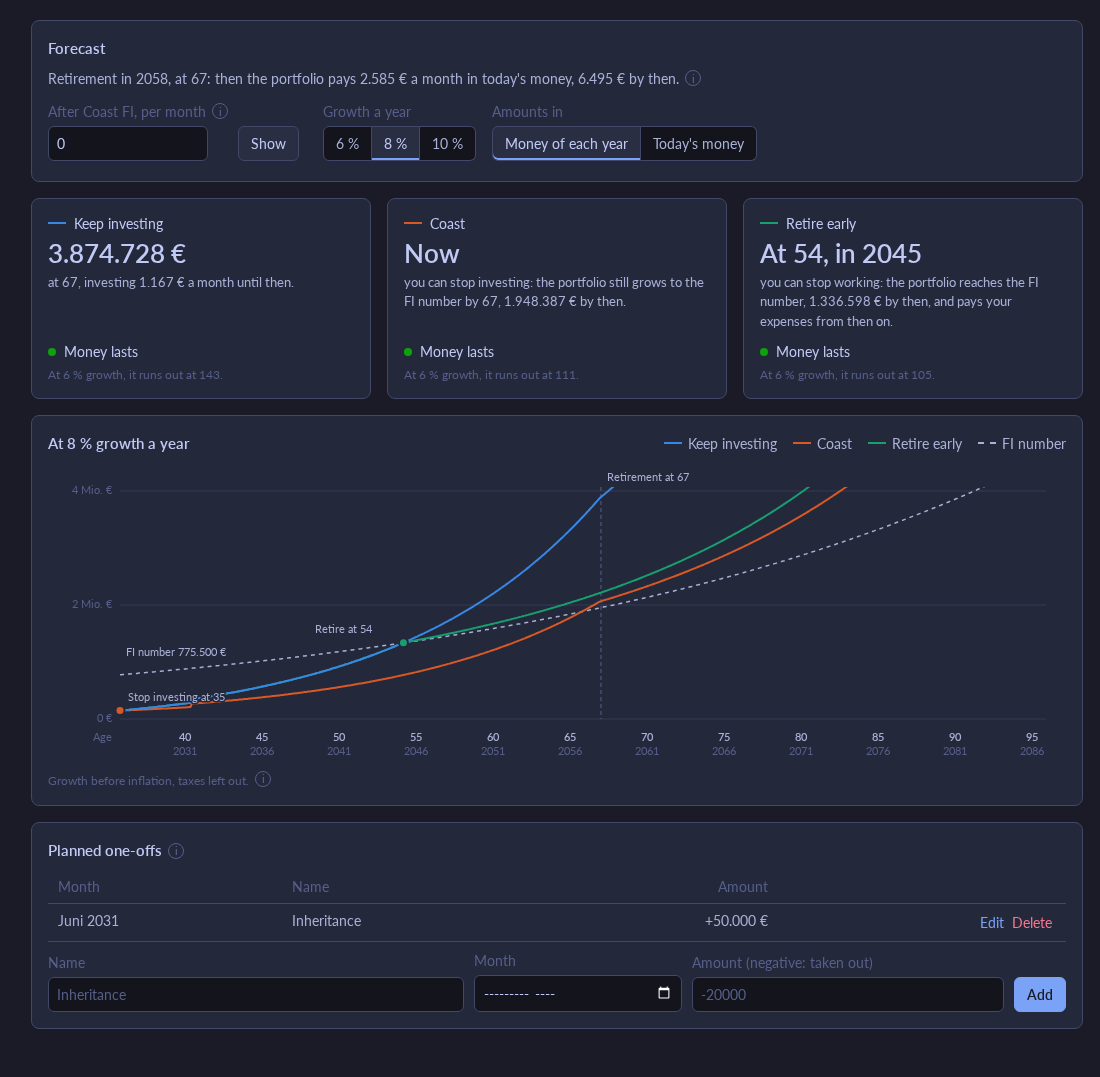 Forecast
Retirement in 2058, at 67: then the portfolio pays 2.585 € a month in today's money, 6.495 € by then. ⓘ
After Coast FI, per month ⓘ
Growth a year
Amounts in
0
Show
6 %
8 %
10 %
Money of each year
Today's money
Keep investing
3.874.728 €
at 67, investing 1.167 € a month until then.
Money lasts
At 6 % growth, it runs out at 143.
Coast
Now
you can stop investing: the portfolio still grows to the
FI number by 67, 1.948.387 € by then.
Money lasts
At 6 % growth, it runs out at 111.
Retire early
At 54, in 2045
you can stop working: the portfolio reaches the FI
number, 1.336.598 € by then, and pays your
expenses from then on.
Money lasts
At 6 % growth, it runs out at 105.
At 8 % growth a year
Keep investing
Coast
Retire early
FI number
Retirement at 67
4 Mio. €
2 Mio. €
Retire at 54
FI number 775.500 €
Stop investing at 35
0 €
Age
40 45 50 55 60 65 70 75 80 85 90 95
2031 2036 2041 2046 2051 2056 2061 2066 2071 2076 2081 2086
Growth before inflation, taxes left out. ⓘ
Planned one-offs ⓘ
Month Name Amount
Juni 2031 Inheritance +50.000 € Edit Delete
Name
Month
Amount (negative: taken out)
Inheritance
--------- ----
-20000
Add